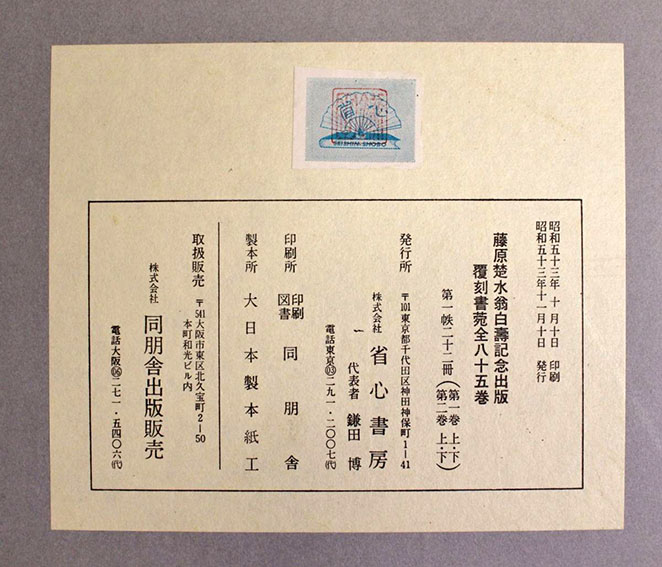 省心
SEISHIN SHOBO
昭和五十三年 十月十日 印刷
昭和五十三年十一月十日 発行
藤原楚水翁白壽記念出版
覆刻書菀全八十五巻
第一帙二十二冊(第一巻 上・下 第二巻 上・下)
発行所
〒101東京都千代田区神田神保町1-41
株式会社 省心書房
代表者 鎌田 博
電話東京(03)二九一・二〇〇七(代)
印刷所 印刷図書 同朋舎
製本所 大日本製本紙工
取扱販売
〒541大阪市東区北久宝町2-50
本町和光ビル内
株式会社 同朋舎出版販売
電話大阪(06)二七一・五四〇六(代)